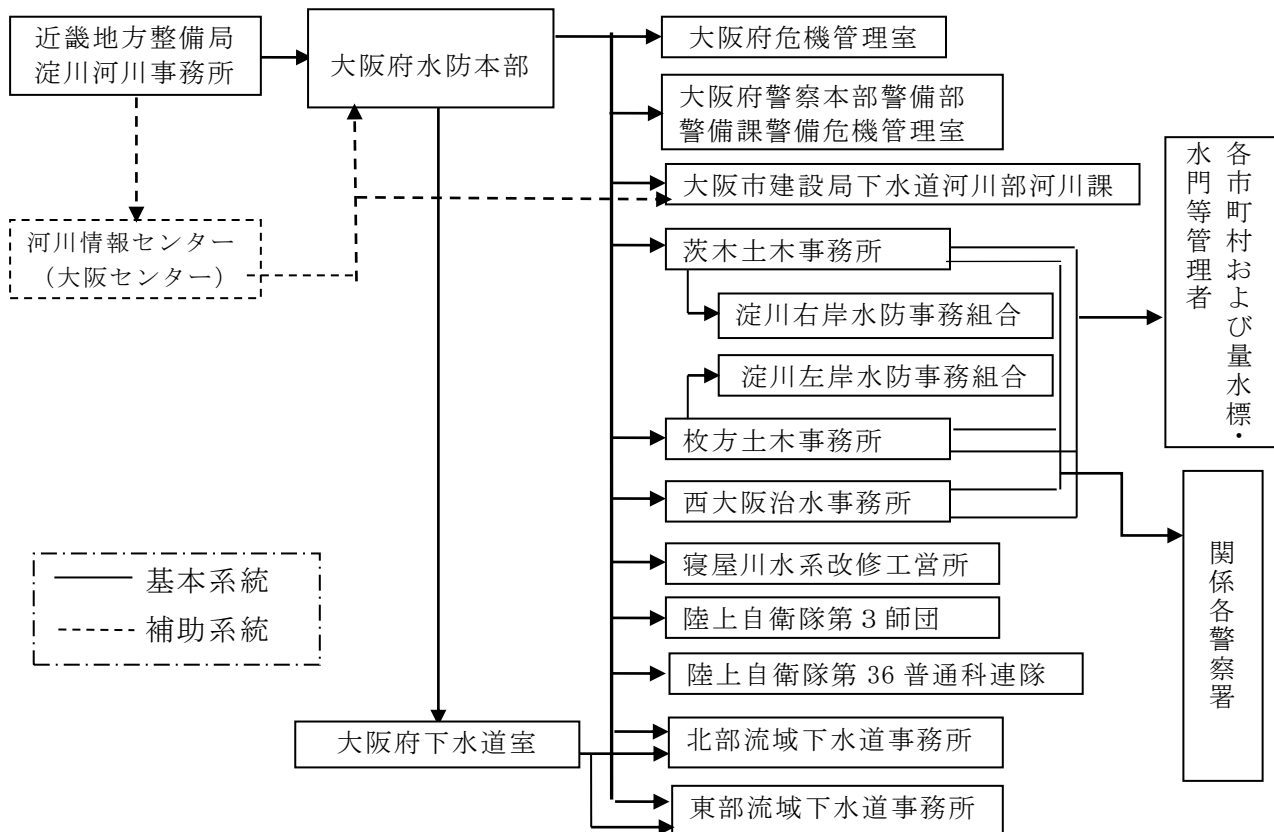 近畿地方整備局
淀川河川事務所
大阪府水防本部
大阪府危機管理室
大阪府警察本部警備部
警備課警備危機管理室
大阪市建設局下水道河川部河川課
河川情報センター
（大阪センター）
茨木土木事務所
淀川右岸水防事務組合
淀川左岸水防事務組合
枚方土木事務所
西大阪治水事務所
寝屋川水系改修工営所
陸上自衛隊第３師団
陸上自衛隊第 36 普通科連隊
大阪府下水道室
北部流域下水道事務所
東部流域下水道事務所
各市町村および量水標・
水門等管理者
関係各警察署
基本系統
補助系統